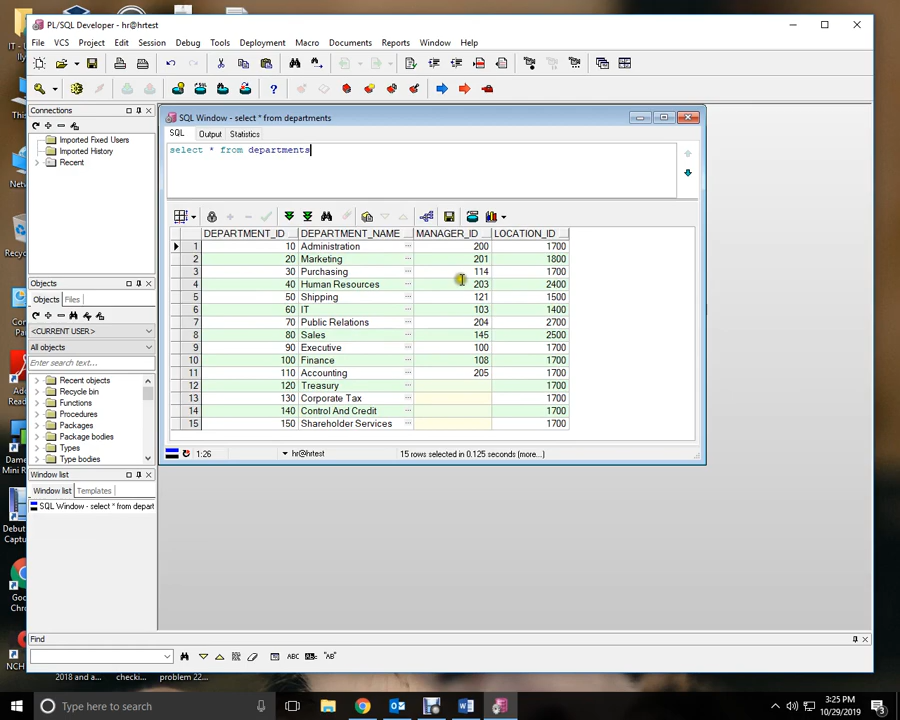 PL/SQL Developer - hr@hrtest
File VCS Project Edit Session Debug Tools Deployment Macro Documents Reports Window Help
Connections
Imported Fixed Users
Imported History
Recent
Objects
Objects Files
<CURRENT USER>
All objects
Enter search text...
Recent objects
Recycle bin
Functions
Procedures
Packages
Package bodies
Types
Type bodies
Window list
Window list Templates
SQL Window - select * from depart
SQL Window - select * from departments
SQL Output Statistics
select * from departments
DEPARTMENT_ID DEPARTMENT_NAME MANAGER_ID LOCATION_ID
1 10 Administration 200 1700
2 20 Marketing 201 1800
3 30 Purchasing 114 1700
4 40 Human Resources 203 2400
5 50 Shipping 121 1500
6 60 IT 103 1400
7 70 Public Relations 204 2700
8 80 Sales 145 2500
9 90 Executive 100 1700
10 100 Finance 108 1700
11 110 Accounting 205 1700
12 120 Treasury 1700
13 130 Corporate Tax 1700
14 140 Control And Credit 1700
15 150 Shareholder Services 1700
1:26 hr@hrtest 15 rows selected in 0.125 seconds (more...)
Find
ABC "AB"
NCH
2018 and a... checki... problem 22...
Type here to search
3:25 PM
10/29/2019
3